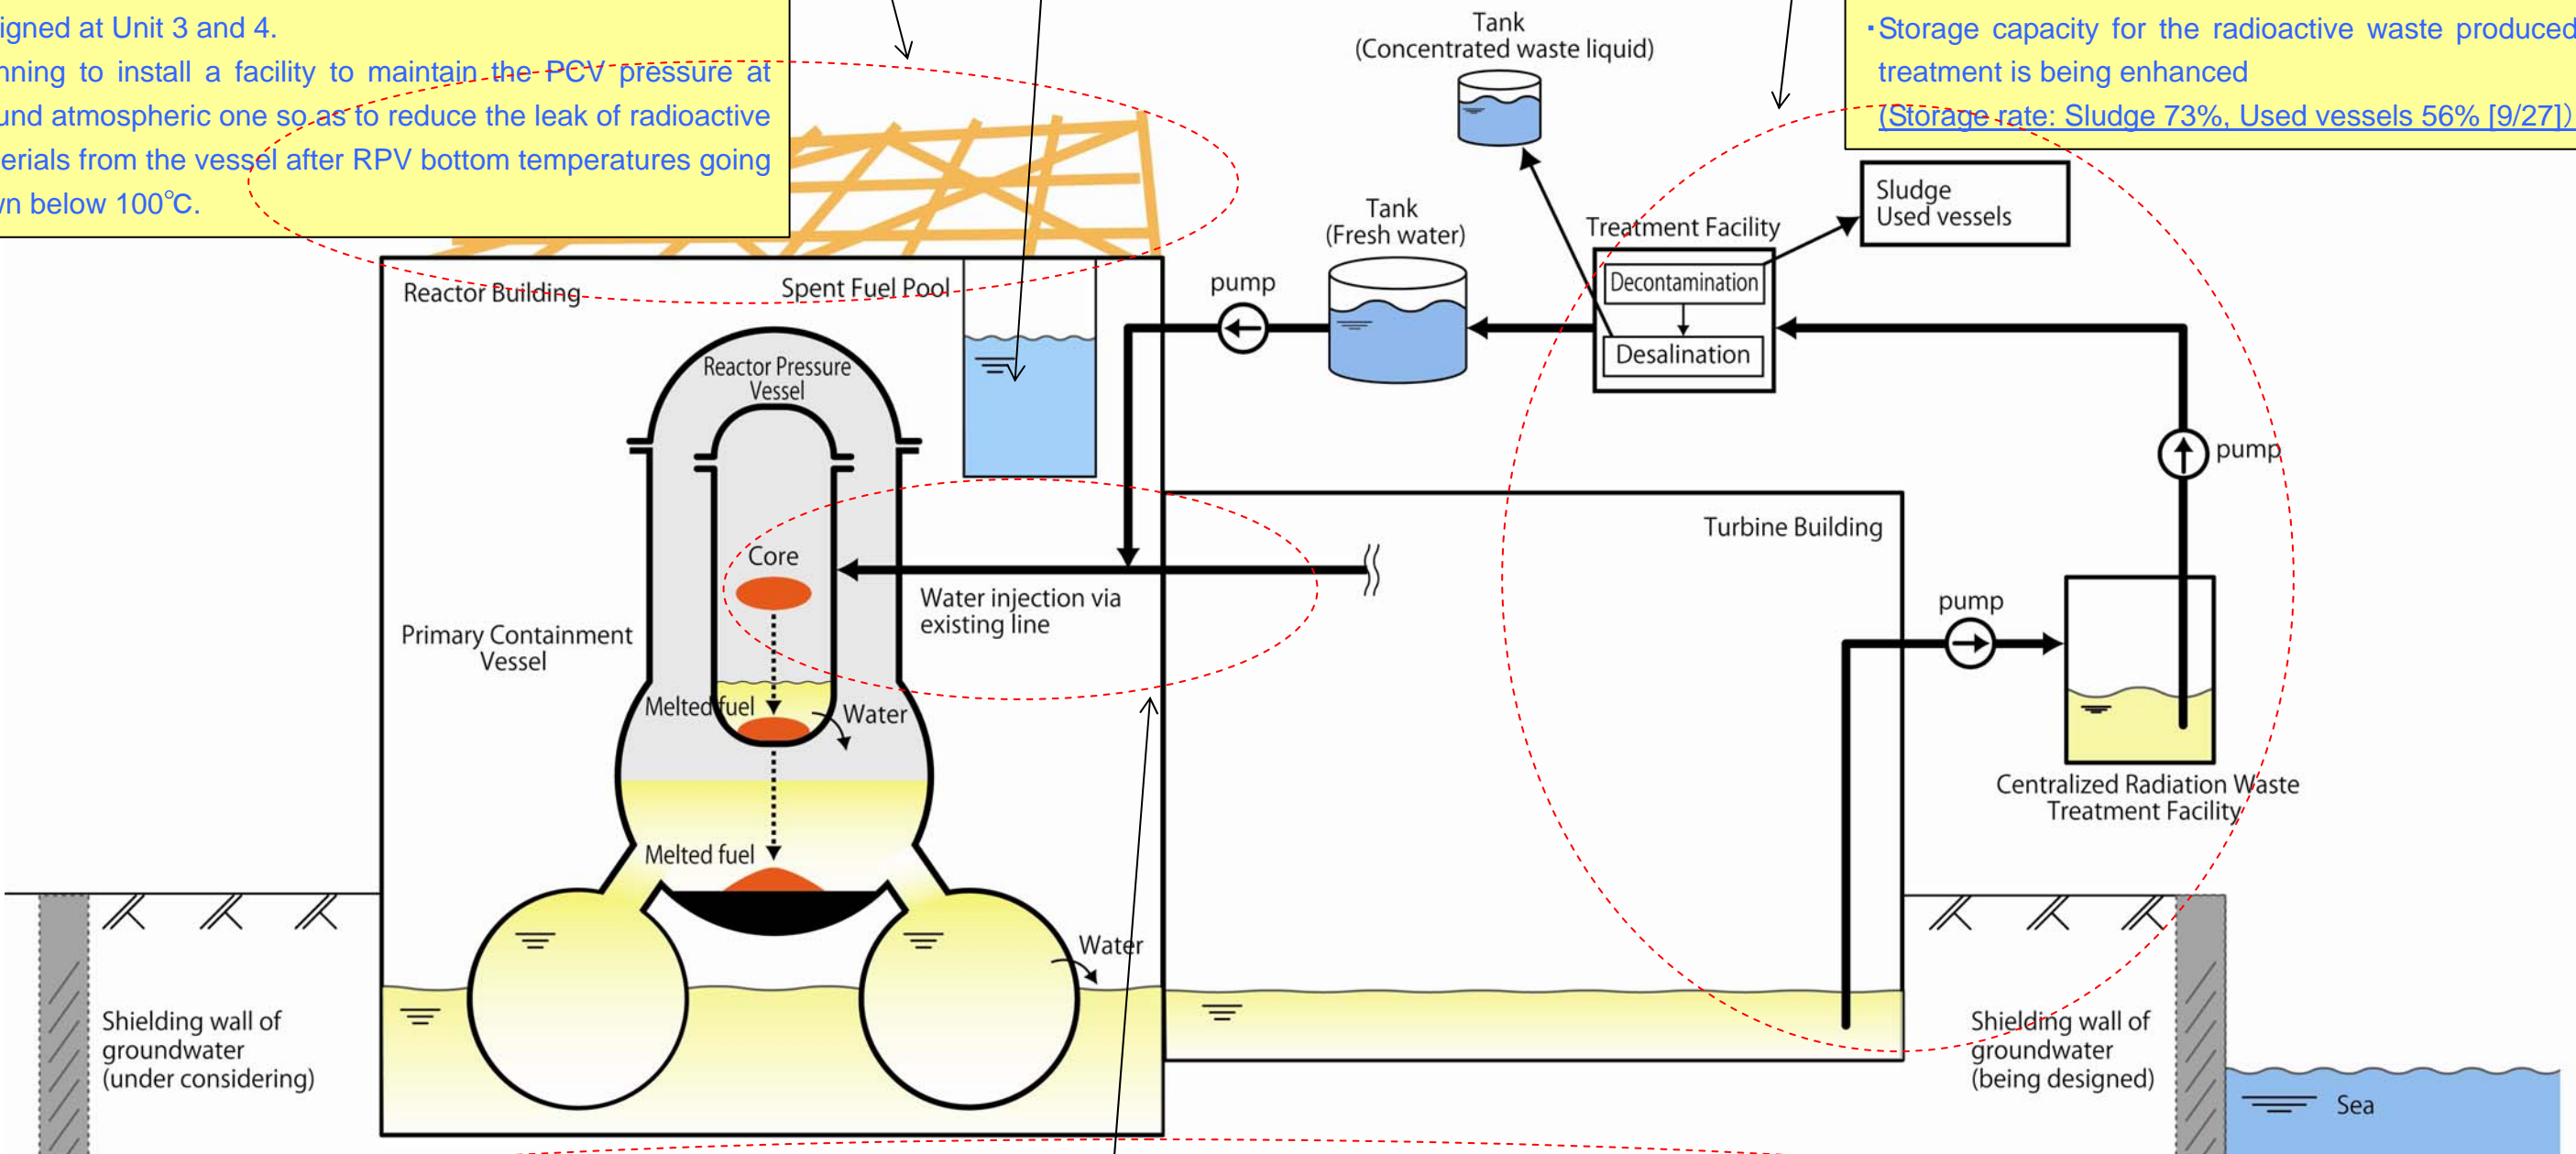 igned at Unit 3 and 4.
nning to install a facility to maintain the PCV pressure at
und atmospheric one so as to reduce the leak of radioactive
erials from the vessel after RPV bottom temperatures going
wn below 100℃.
・Storage capacity for the radioactive waste produced
treatment is being enhanced
(Storage rate: Sludge 73%, Used vessels 56% [9/27])
Tank
(Concentrated waste liquid)
Sludge
Used vessels
Tank
(Fresh water)
Treatment Facility
Decontamination
Desalination
pump
Reactor Building
Spent Fuel Pool
Reactor Pressure
Vessel
pump
Turbine Building
Core
Water injection via
existing line
pump
Primary Containment
Vessel
Melted fuel
Water
Centralized Radiation Waste
Treatment Facility
Melted fuel
Water
Shielding wall of
groundwater
(under considering)
Shielding wall of
groundwater
(being designed)
Sea